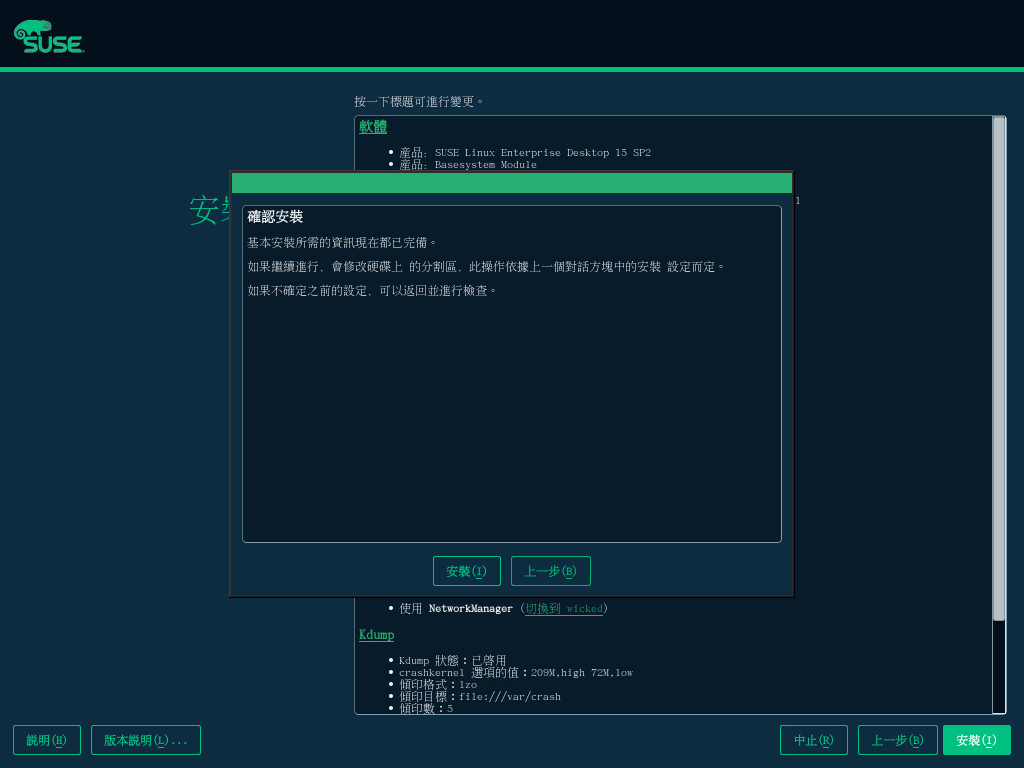 SUSE
按一下標題可進行變更。
軟體
• 產品: SUSE Linux Enterprise Desktop 15 SP2
• 產品: Basesystem Module
1
安
確認安裝
基本安裝所需的資訊現在都已完備。
如果繼續進行, 會修改硬碟上 的分割區, 此操作依據上一個對話方塊中的安裝 設定而定。
如果不確定之前的設定, 可以返回並進行檢查。
安裝(I) 上一步(B)
• 使用 NetworkManager (切換到 wicked)
Kdump
• Kdump 狀態：已啟用
• crashkernel 選項的值：209M,high 72M,low
• 傾印格式：lzo
• 傾印目標：file:///var/crash
• 傾印數：5
說明(H) 版本說明(L)... 中止(R) 上一步(B) 安裝(I)